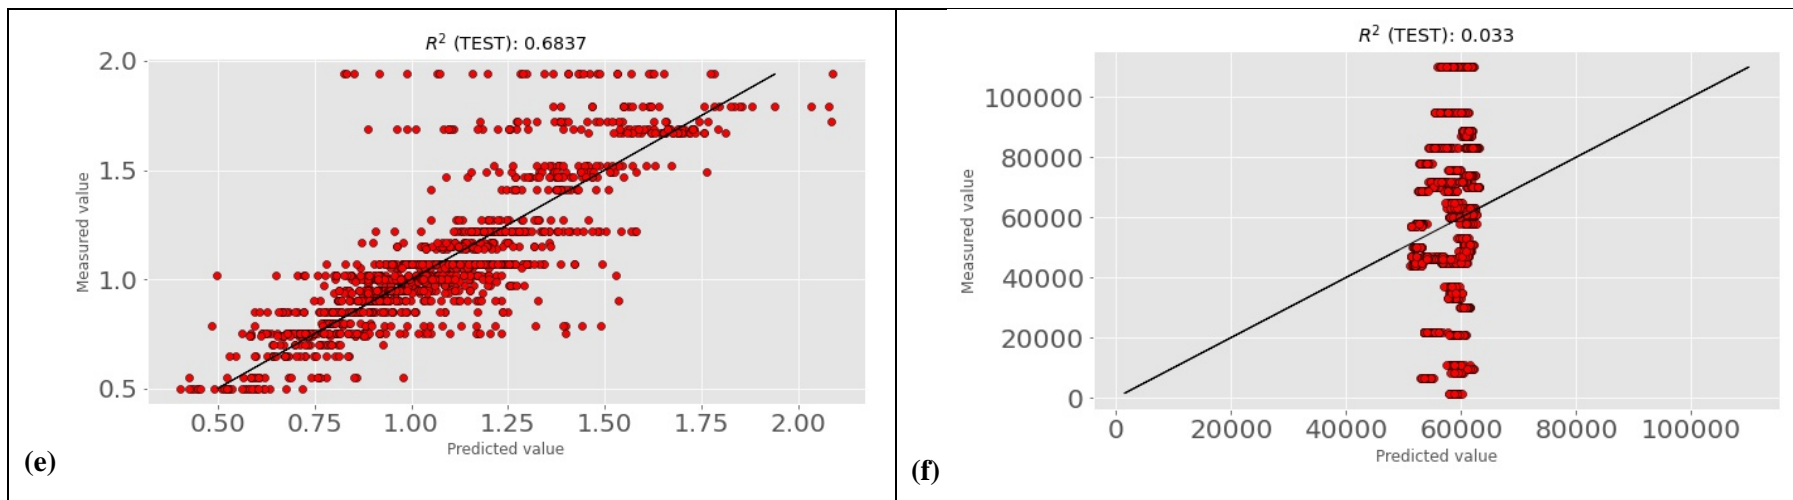 R² (TEST): 0.6837
2.0
1.5
1.0
0.5
Measured value
0.50 0.75 1.00 1.25 1.50 1.75 2.00
Predicted value
(e)
R² (TEST): 0.033
100000
80000
60000
40000
20000
0
Measured value
0 20000 40000 60000 80000 100000
Predicted value
(f)